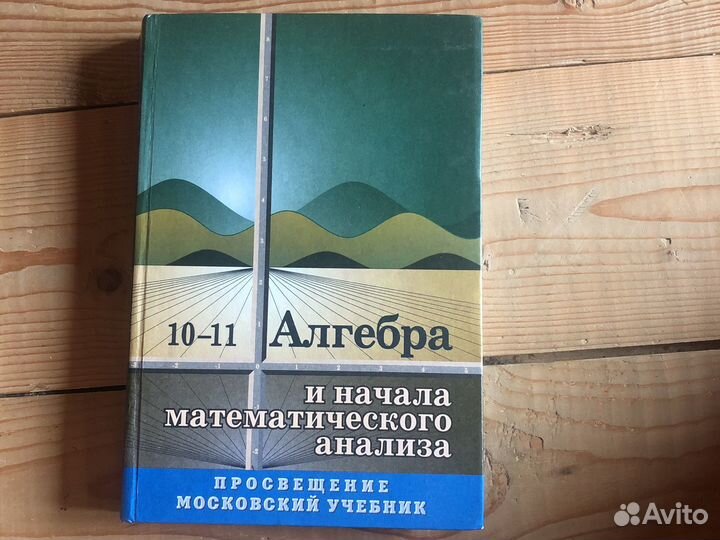 10–11 Алгебра
и начала
математического
анализа
ПРОСВЕЩЕНИЕ
МОСКОВСКИЙ УЧЕБНИК
Avito